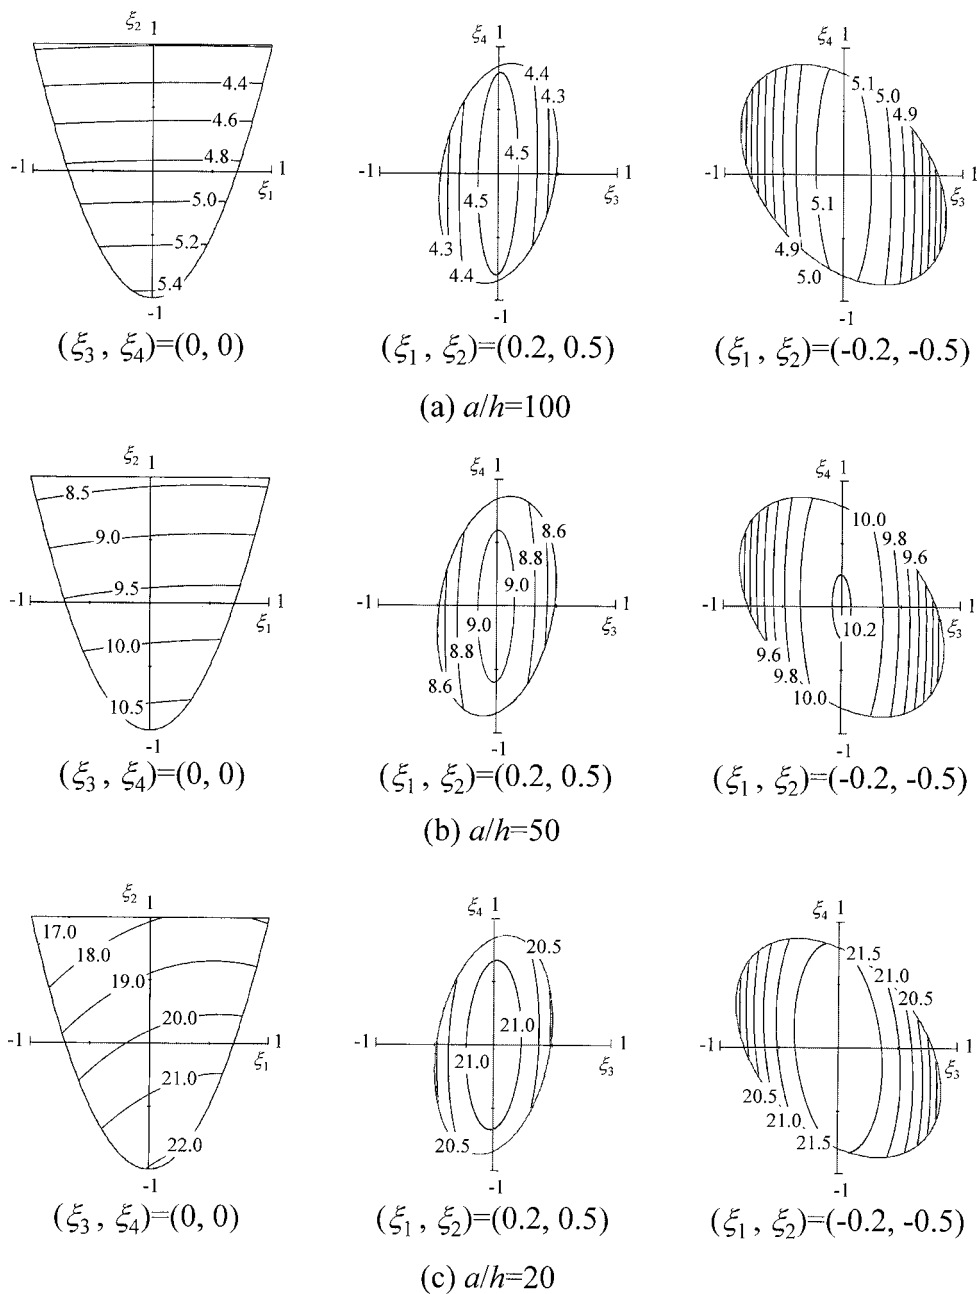 ξ2 1
4.4
4.6
4.8
-1 1
ξ1
5.0
5.2
5.4
-1
(ξ3 , ξ4)=(0, 0)
ξ4 1
4.4
4.3
4.5
-1 1
4.5 ξ3
4.3
4.4
-1
(ξ1 , ξ2)=(0.2, 0.5)
ξ4 1
5.1
5.0
4.9
-1 1
5.1 ξ3
4.9
5.0
-1
(ξ1 , ξ2)=(-0.2, -0.5)
(a) a/h=100
ξ2 1
8.5
9.0
9.5
-1 1
ξ1
10.0
10.5
-1
(ξ3 , ξ4)=(0, 0)
ξ4 1
8.6
8.8
9.0
-1 1
9.0 ξ3
8.8
8.6
-1
(ξ1 , ξ2)=(0.2, 0.5)
ξ4 1
10.0
9.8
9.6
-1 1
10.2 ξ3
9.6
9.8
10.0
-1
(ξ1 , ξ2)=(-0.2, -0.5)
(b) a/h=50
ξ2 1
17.0
18.0
19.0
20.0
-1 1
ξ1
21.0
22.0
-1
(ξ3 , ξ4)=(0, 0)
ξ4 1
20.5
21.0
-1 1
21.0 ξ3
20.5
-1
(ξ1 , ξ2)=(0.2, 0.5)
ξ4 1
21.5
21.0
20.5
-1 1
ξ3
20.5
21.0
21.5
-1
(ξ1 , ξ2)=(-0.2, -0.5)
(c) a/h=20